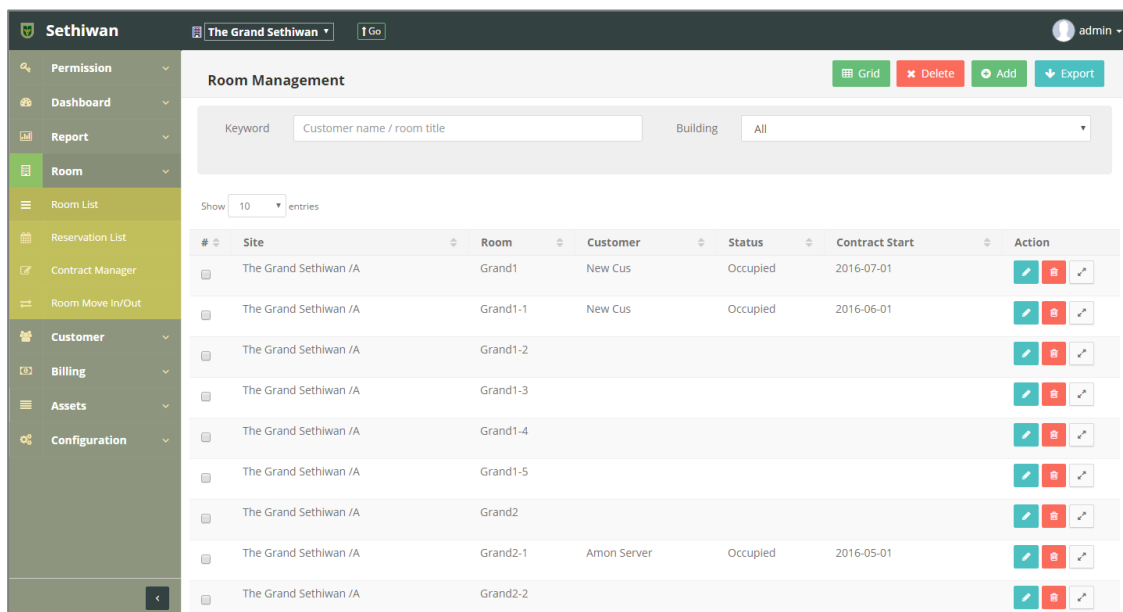 Sethiwan
The Grand Sethiwan
Go
admin
Permission
Dashboard
Report
Room
Room List
Reservation List
Contract Manager
Room Move In/Out
Customer
Billing
Assets
Configuration
Room Management
Grid
Delete
Add
Export
Keyword Customer name / room title Building All
Show 10 entries
# Site Room Customer Status Contract Start Action
The Grand Sethiwan /A Grand1 New Cus Occupied 2016-07-01
The Grand Sethiwan /A Grand1-1 New Cus Occupied 2016-06-01
The Grand Sethiwan /A Grand1-2
The Grand Sethiwan /A Grand1-3
The Grand Sethiwan /A Grand1-4
The Grand Sethiwan /A Grand1-5
The Grand Sethiwan /A Grand2
The Grand Sethiwan /A Grand2-1 Amon Server Occupied 2016-05-01
The Grand Sethiwan /A Grand2-2